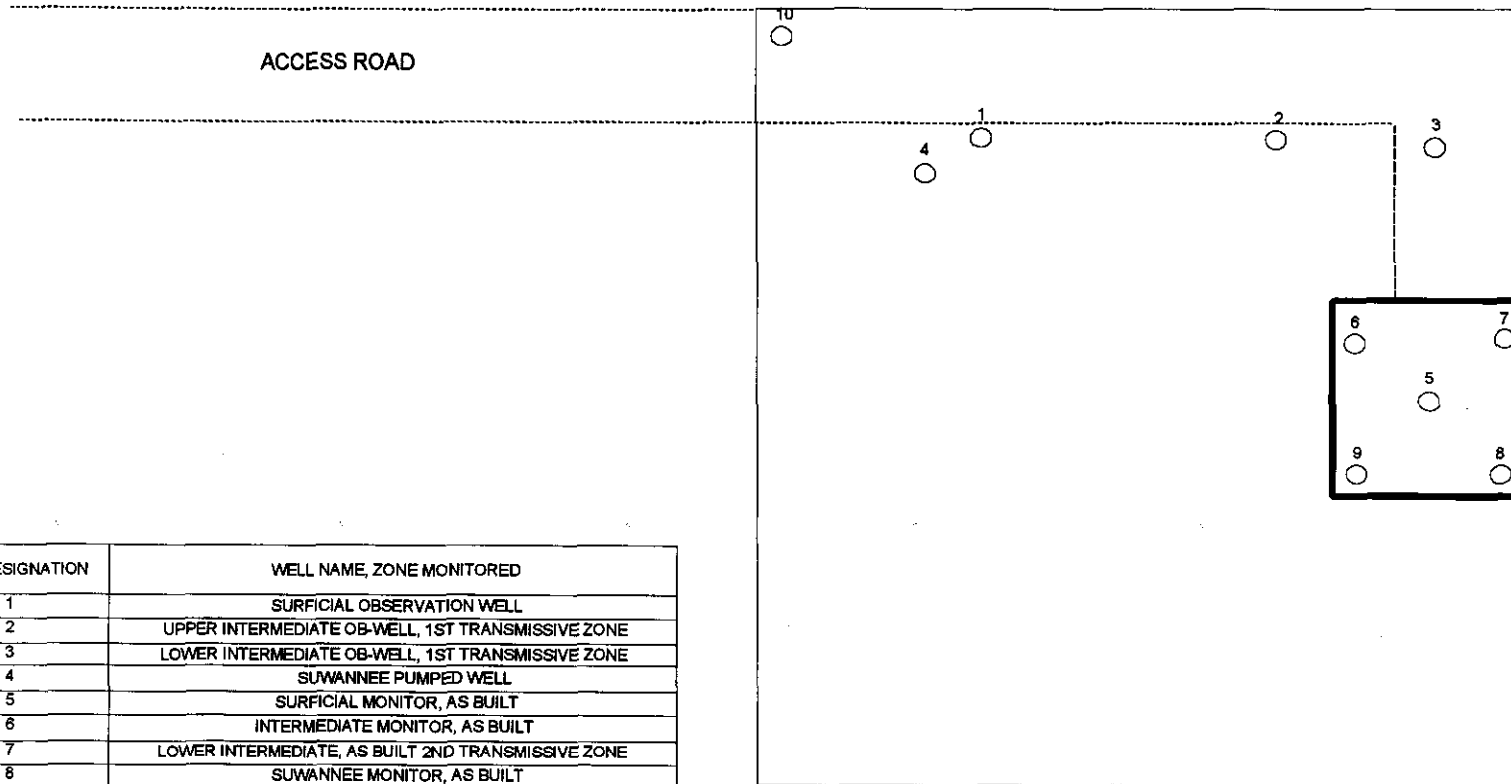 10
ACCESS ROAD
1
2
3
4
6
7
5
9
8
ESIGNATION WELL NAME, ZONE MONITORED
1 SURFICIAL OBSERVATION WELL
2 UPPER INTERMEDIATE OB-WELL, 1ST TRANSMISSIVE ZONE
3 LOWER INTERMEDIATE OB-WELL, 1ST TRANSMISSIVE ZONE
4 SUWANNEE PUMPED WELL
5 SURFICIAL MONITOR, AS BUILT
6 INTERMEDIATE MONITOR, AS BUILT
7 LOWER INTERMEDIATE, AS BUILT 2ND TRANSMISSIVE ZONE
8 SUWANNEE MONITOR, AS BUILT